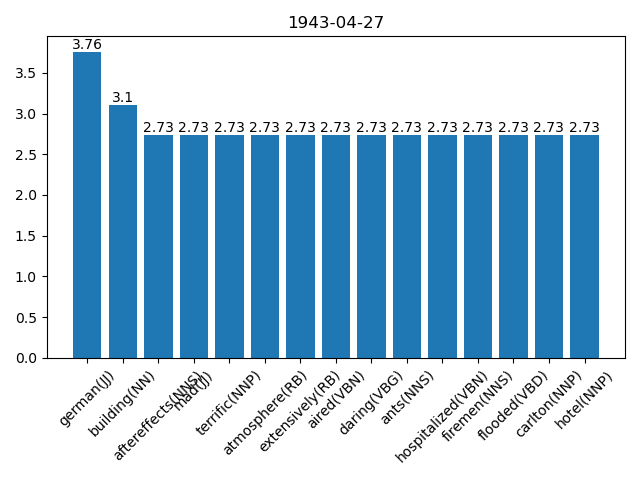 1943-04-27
3.76
3.1
2.73 2.73 2.73 2.73 2.73 2.73 2.73 2.73 2.73 2.73 2.73 2.73 2.73
3.5
3.0
2.5
2.0
1.5
1.0
0.5
0.0
german(JJ)
building(NN)
aftereffects(NNS)
mad(JJ)
terrific(NNP)
atmosphere(RB)
extensively(RB)
aired(VBN)
daring(VBG)
ants(NNS)
hospitalized(VBN)
firemen(NNS)
flooded(VBD)
carlton(NNP)
hotel(NNP)